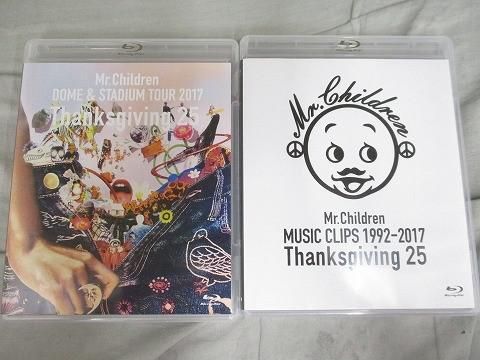 Mr.Children
DOME & STADIUM TOUR 2017
Thanksgiving 25
Mr.Children
Mr.Children
MUSIC CLIPS 1992-2017
Thanksgiving 25